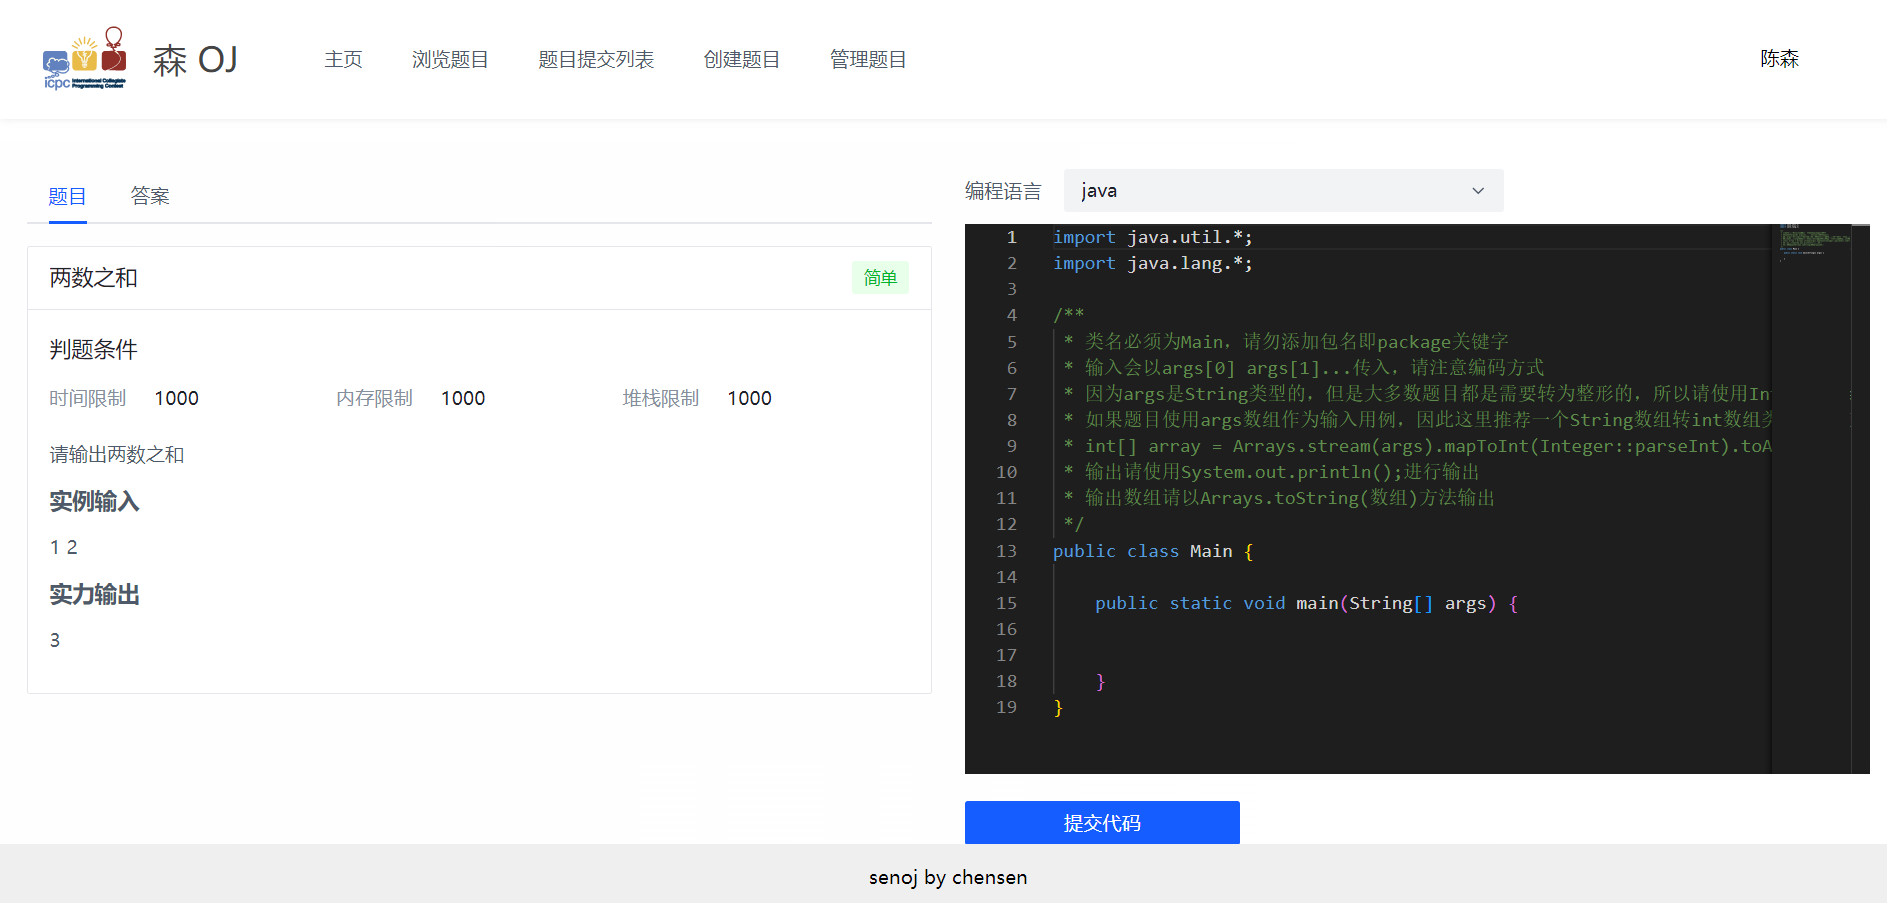 icpc International Collegiate Programming Contest
森 OJ
主页 浏览题目 题目提交列表 创建题目 管理题目
陈森
题目 答案
两数之和 简单
判题条件
时间限制 1000 内存限制 1000 堆栈限制 1000
请输出两数之和
实例输入
1 2
实力输出
3
编程语言 java
1 import java.util.*;
2 import java.lang.*;
3
4 /**
5 * 类名必须为Main，请勿添加包名即package关键字
6 * 输入会以args[0] args[1]...传入，请注意编码方式
7 * 因为args是String类型的，但是大多数题目都是需要转为整形的，所以请使用In
8 * 如果题目使用args数组作为输入用例，因此这里推荐一个String数组转int数组
9 * int[] array = Arrays.stream(args).mapToInt(Integer::parseInt).toA
10 * 输出请使用System.out.println();进行输出
11 * 输出数组请以Arrays.toString(数组)方法输出
12 */
13 public class Main {
14
15 public static void main(String[] args) {
16
17
18 }
19 }
提交代码
senoj by chensen